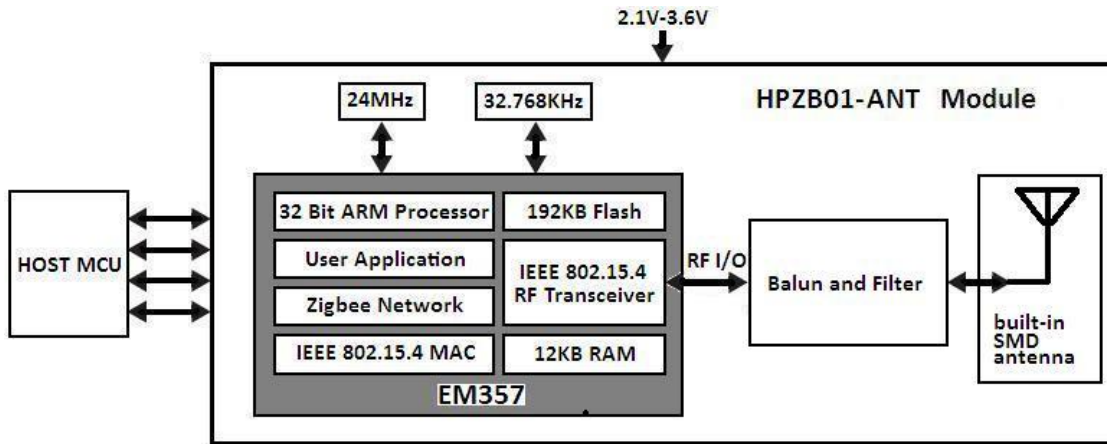 2.1V-3.6V
HPZB01-ANT Module
24MHz
32.768KHz
HOST MCU
32 Bit ARM Processor
192KB Flash
User Application
IEEE 802.15.4
RF Transceiver
Zigbee Network
IEEE 802.15.4 MAC
12KB RAM
EM357
RF I/O
Balun and Filter
built-in
SMD
antenna